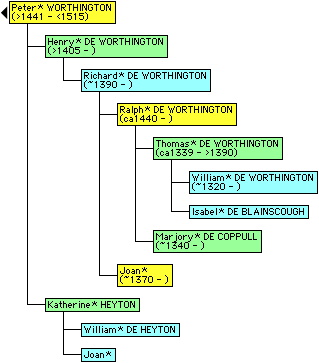 Peter* WORTHINGTON
(>1441 - <1515)
Henry* DE WORTHINGTON
(>1405 - )
Richard* DE WORTHINGTON
(~1390 - )
Ralph* DE WORTHINGTON
(ca1440 - )
Thomas* DE WORTHINGTON
(ca1339 - >1390)
William* DE WORTHINGTON
(~1320 - )
Isabel* DE BLAINSCOUGH
Marjory* DE COPPULL
(~1340 - )
Joan*
(~1370 - )
Katherine* HEYTON
William* DE HEYTON
Joan*